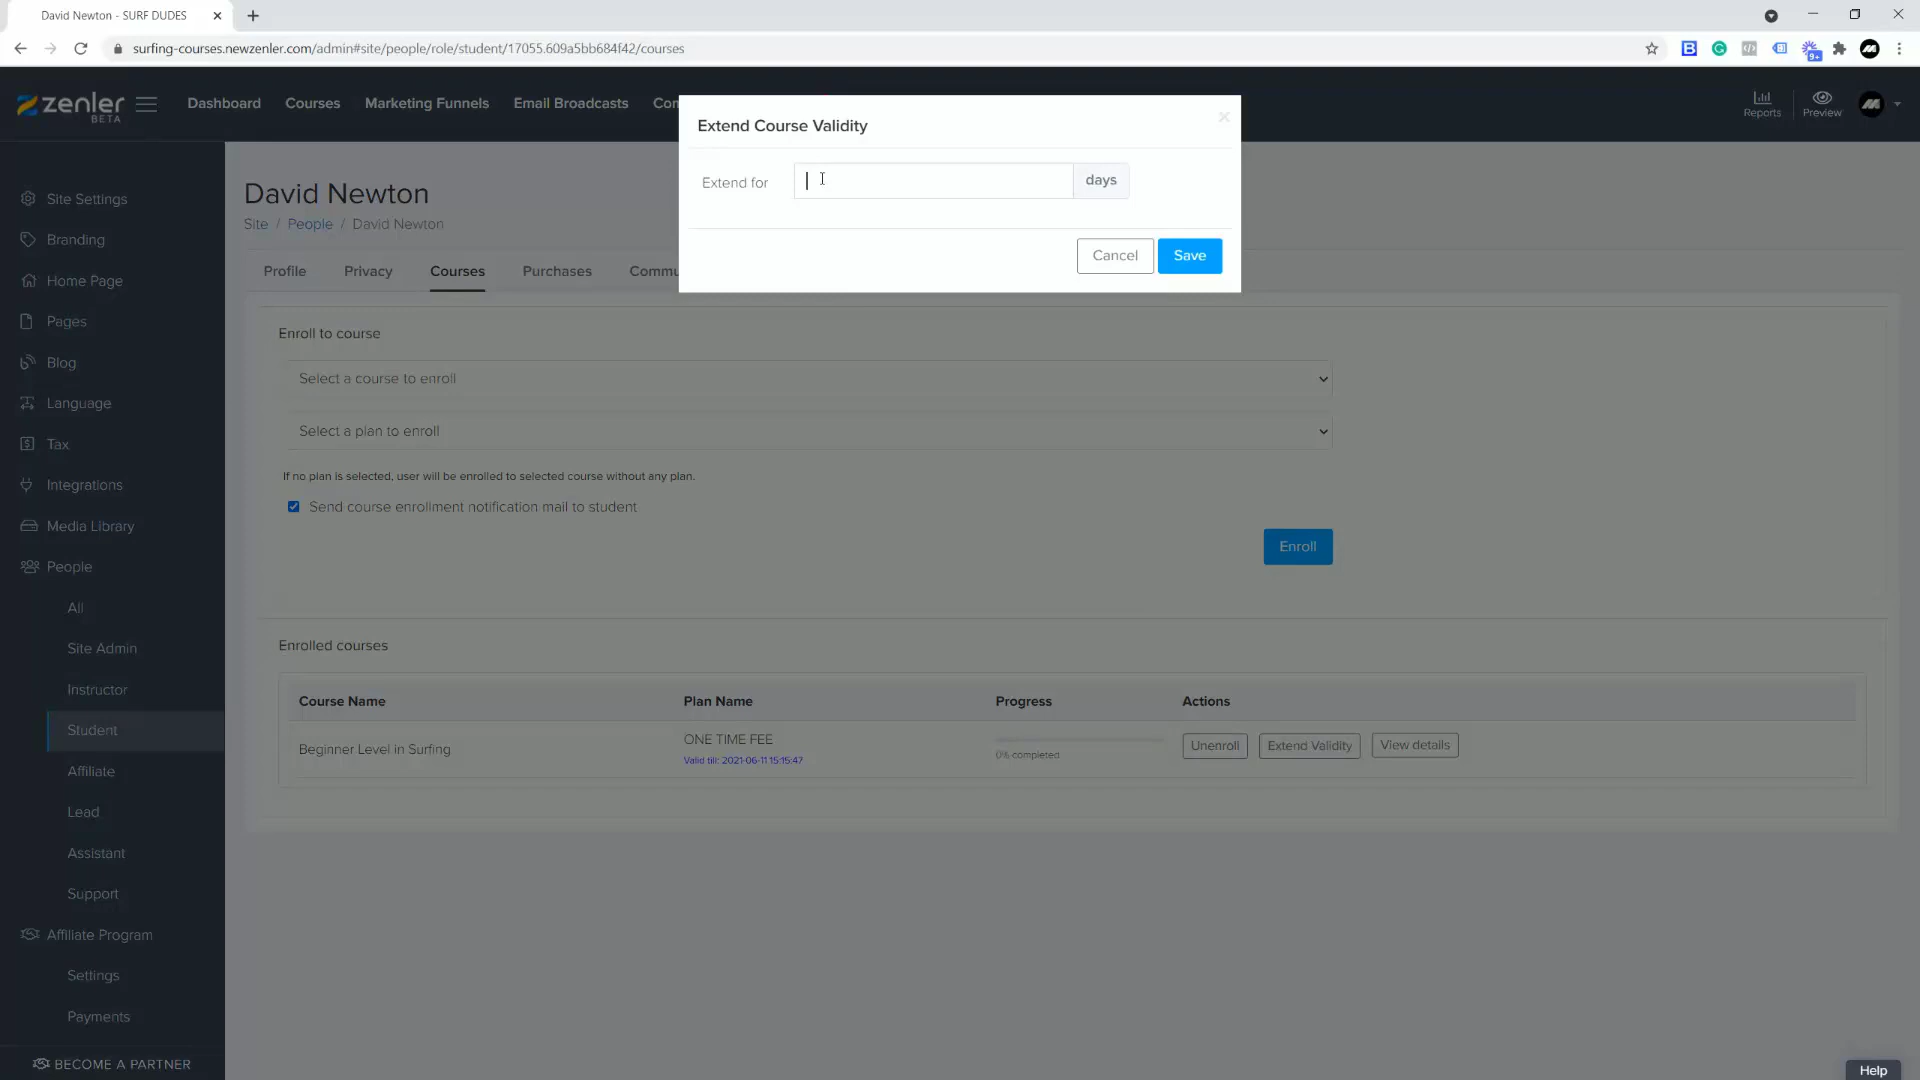 David Newton - SURF DUDES
surfing-courses.newzenler.com/admin#site/people/role/student/17055.609a5bb684f42/courses
9+
zenler
BETA
Dashboard
Courses
Marketing Funnels
Email Broadcasts
Reports
Preview
Extend Course Validity
Extend for
days
Cancel
Save
Site Settings
Branding
Home Page
Pages
Blog
Language
Tax
Integrations
Media Library
People
All
Site Admin
Instructor
Student
Affiliate
Lead
Assistant
Support
Affiliate Program
Settings
Payments
BECOME A PARTNER
David Newton
Site / People / David Newton
Profile
Privacy
Courses
Purchases
Commu
Enroll to course
Select a course to enroll
Select a plan to enroll
If no plan is selected, user will be enrolled to selected course without any plan.
Send course enrollment notification mail to student
Enroll
Enrolled courses
Course Name Plan Name Progress Actions
Beginner Level in Surfing
ONE TIME FEE
Valid till: 2021-06-11 15:15:47
0% completed
Unenroll
Extend Validity
View details
Help